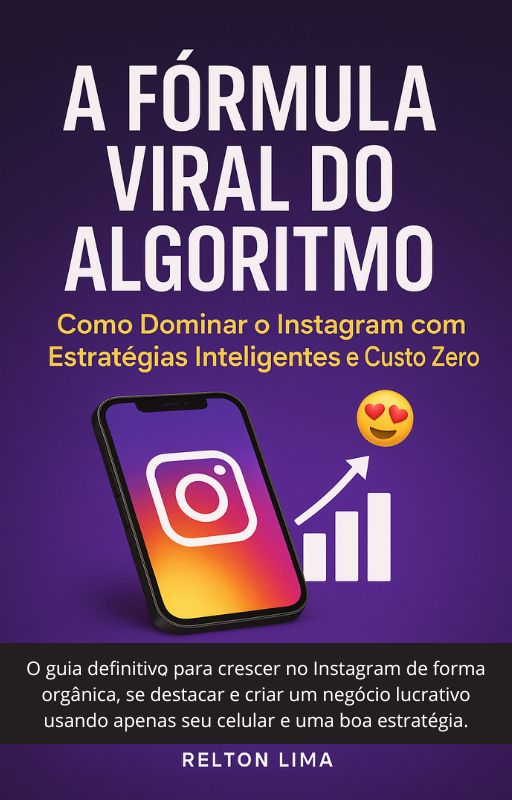 A FÓRMULA
VIRAL DO
ALGORITMO
Como Dominar o Instagram com
Estratégias Inteligentes e Custo Zero
O guia definitivo para crescer no Instagram de forma
orgânica, se destacar e criar um negócio lucrativo
usando apenas seu celular e uma boa estratégia.
RELTON LIMA